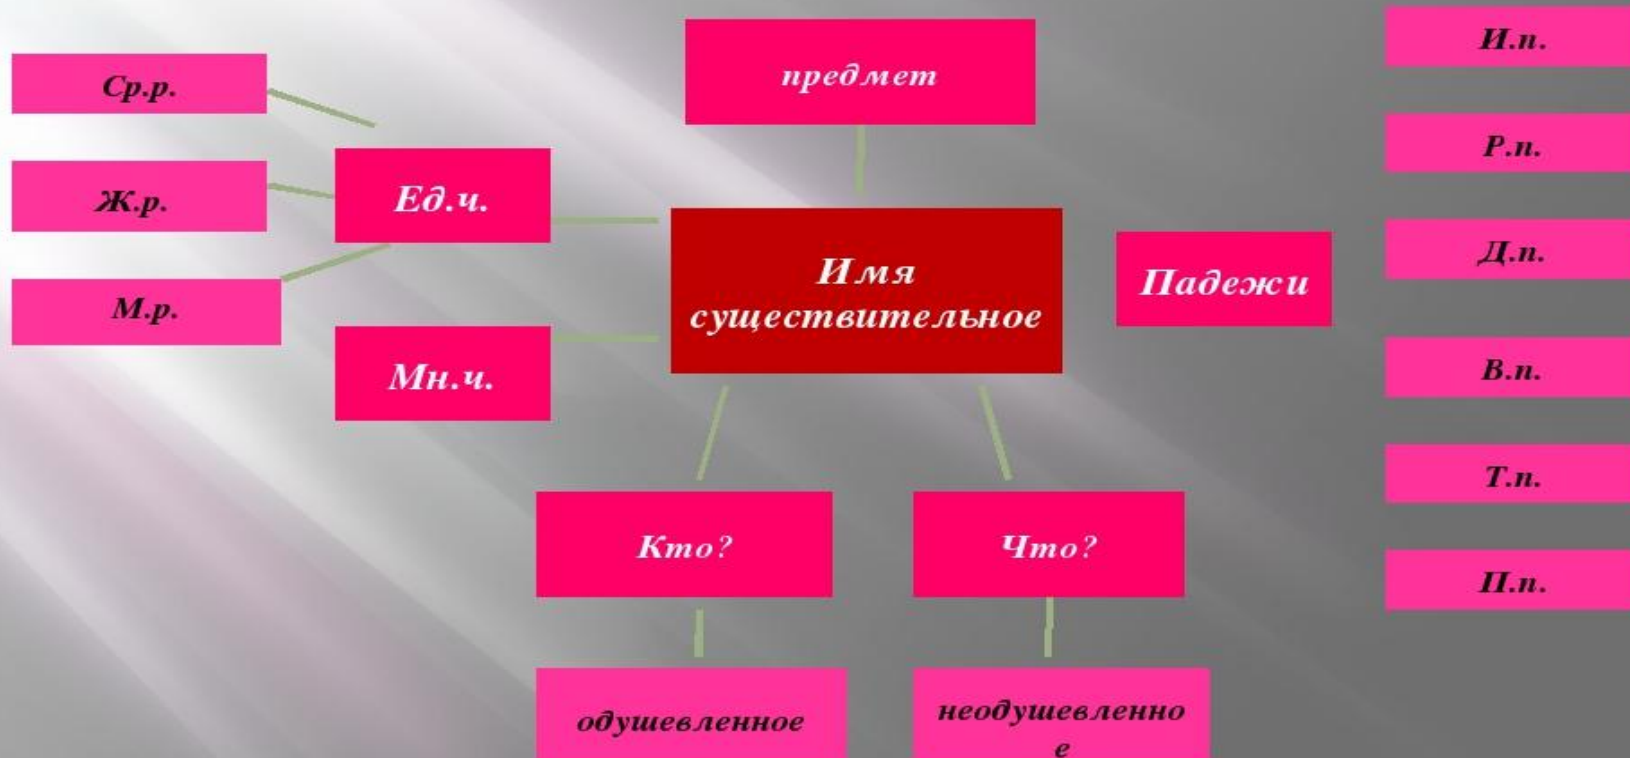 предмет
Ср.р.
Ж.р.
М.р.
Ед.ч.
Мн.ч.
Имя
существительное
Падежи
И.п.
Р.п.
Д.п.
В.п.
Т.п.
П.п.
Кто?
Что?
одушевленное
неодушевленно
е